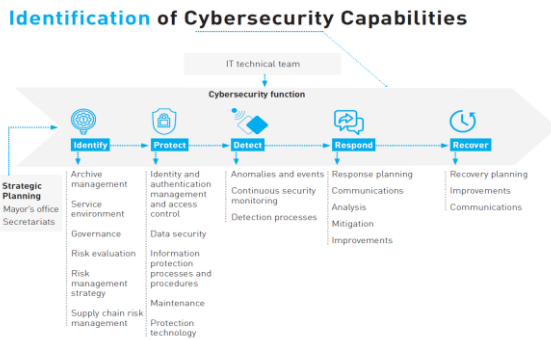 Identification of Cybersecurity Capabilities
IT technical team
Cybersecurity function
Identify
Protect
Detect
Respond
Recover
Strategic
Planning
Mayor's office
Secretariats
Archive
management
Service
environment
Governance
Risk evaluation
Risk
management
strategy
Supply chain risk
management
Identity and
authentication
management
and access
control
Data security
Information
protection
processes and
procedures
Maintenance
Protection
technology
Anomalies and events
Continuous security
monitoring
Detection processes
Response planning
Communications
Analysis
Mitigation
Improvements
Recovery planning
Improvements
Communications